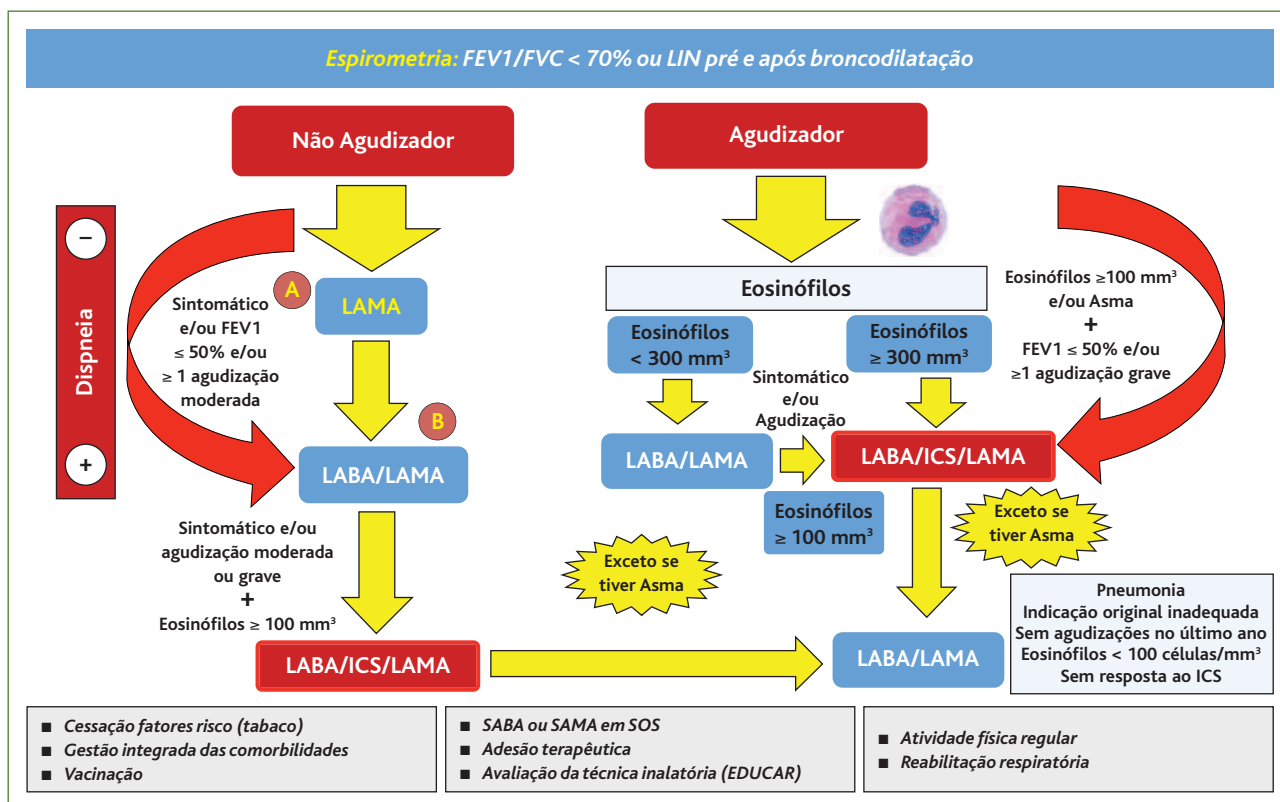 Espirometria: FEV1/FVC < 70% ou LIN pré e após broncodilatação
Não Agudizador
Agudizador
−
Dispneia
+
Sintomático
e/ou FEV1
≤ 50% e/ou
≥ 1 agudização
moderada
A
LAMA
B
LABA/LAMA
Sintomático e/ou
agudização moderada
ou grave
+
Eosinófilos ≥ 100 mm³
LABA/ICS/LAMA
Eosinófilos
Eosinófilos
< 300 mm³
Eosinófilos
≥ 300 mm³
Sintomático
e/ou
Agudização
LABA/LAMA
LABA/ICS/LAMA
Eosinófilos
≥ 100 mm³
Eosinófilos ≥100 mm³
e/ou Asma
+
FEV1 ≤ 50% e/ou
≥1 agudização grave
Exceto se
tiver Asma
Exceto se
tiver Asma
LABA/LAMA
Pneumonia
Indicação original inadequada
Sem agudizações no último ano
Eosinófilos < 100 células/mm³
Sem resposta ao ICS
■ Cessação fatores risco (tabaco)
■ Gestão integrada das comorbilidades
■ Vacinação
■ SABA ou SAMA em SOS
■ Adesão terapêutica
■ Avaliação da técnica inalatória (EDUCAR)
■ Atividade física regular
■ Reabilitação respiratória